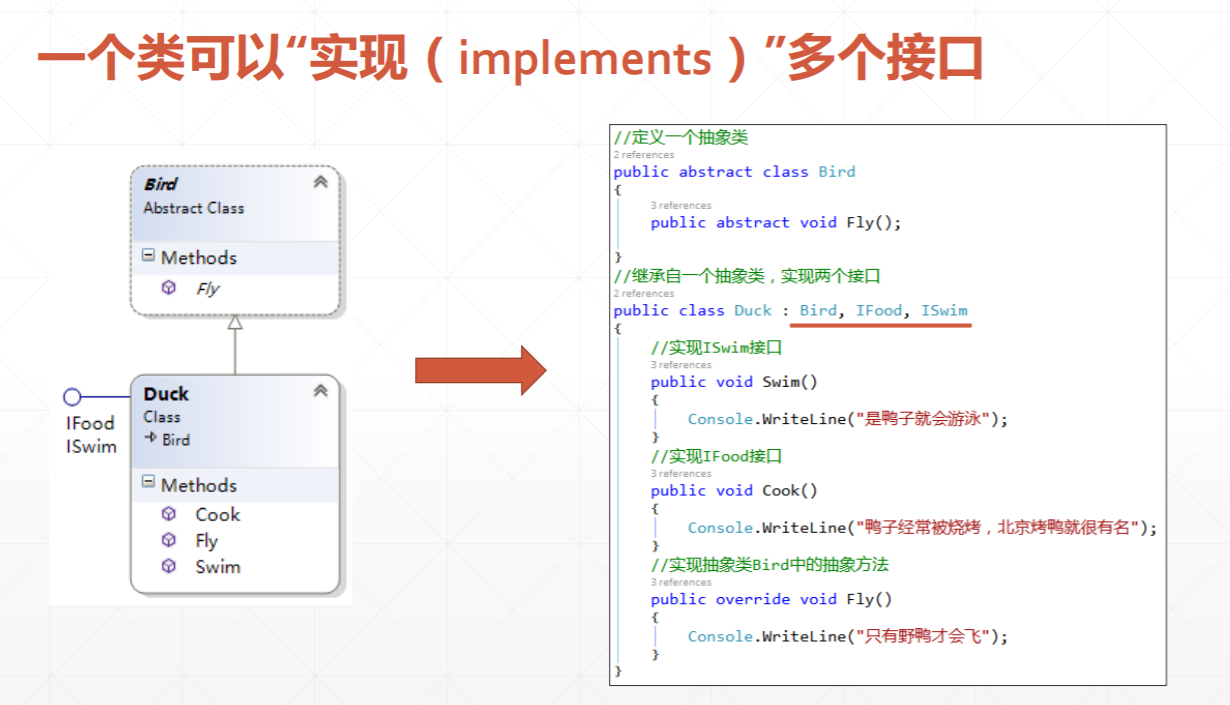 一个类可以“实现（implements）”多个接口
Bird
Abstract Class
Methods
Fly
IFood
ISwim
Duck
Class
Bird
Methods
Cook
Fly
Swim
//定义一个抽象类
2 references
public abstract class Bird
{
3 references
public abstract void Fly();
}
//继承自一个抽象类，实现两个接口
2 references
public class Duck : Bird, IFood, ISwim
{
//实现ISwim接口
3 references
public void Swim()
{
Console.WriteLine("是鸭子就会游泳");
}
//实现IFood接口
3 references
public void Cook()
{
Console.WriteLine("鸭子经常被烧烤，北京烤鸭就很有名");
}
//实现抽象类Bird中的抽象方法
3 references
public override void Fly()
{
Console.WriteLine("只有野鸭才会飞");
}
}